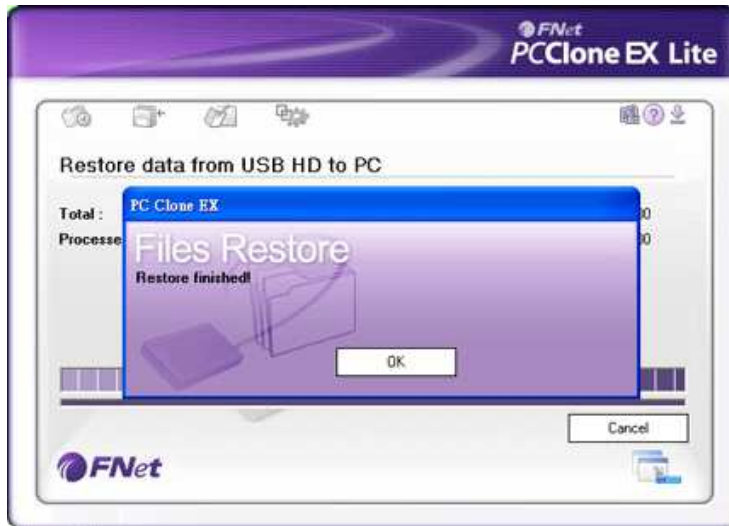 FNet
PCClone EX Lite
Restore data from USB HD to PC
Total :
PC Clone EX
Files Restore
Restore finished!
OK
Cancel
FNet